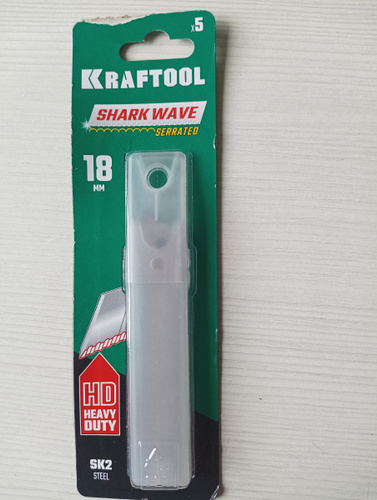 x5
KRAFTOOL
SHARK WAVE
SERRATED
18
MM
HD
HEAVY
DUTY
SK2
STEEL